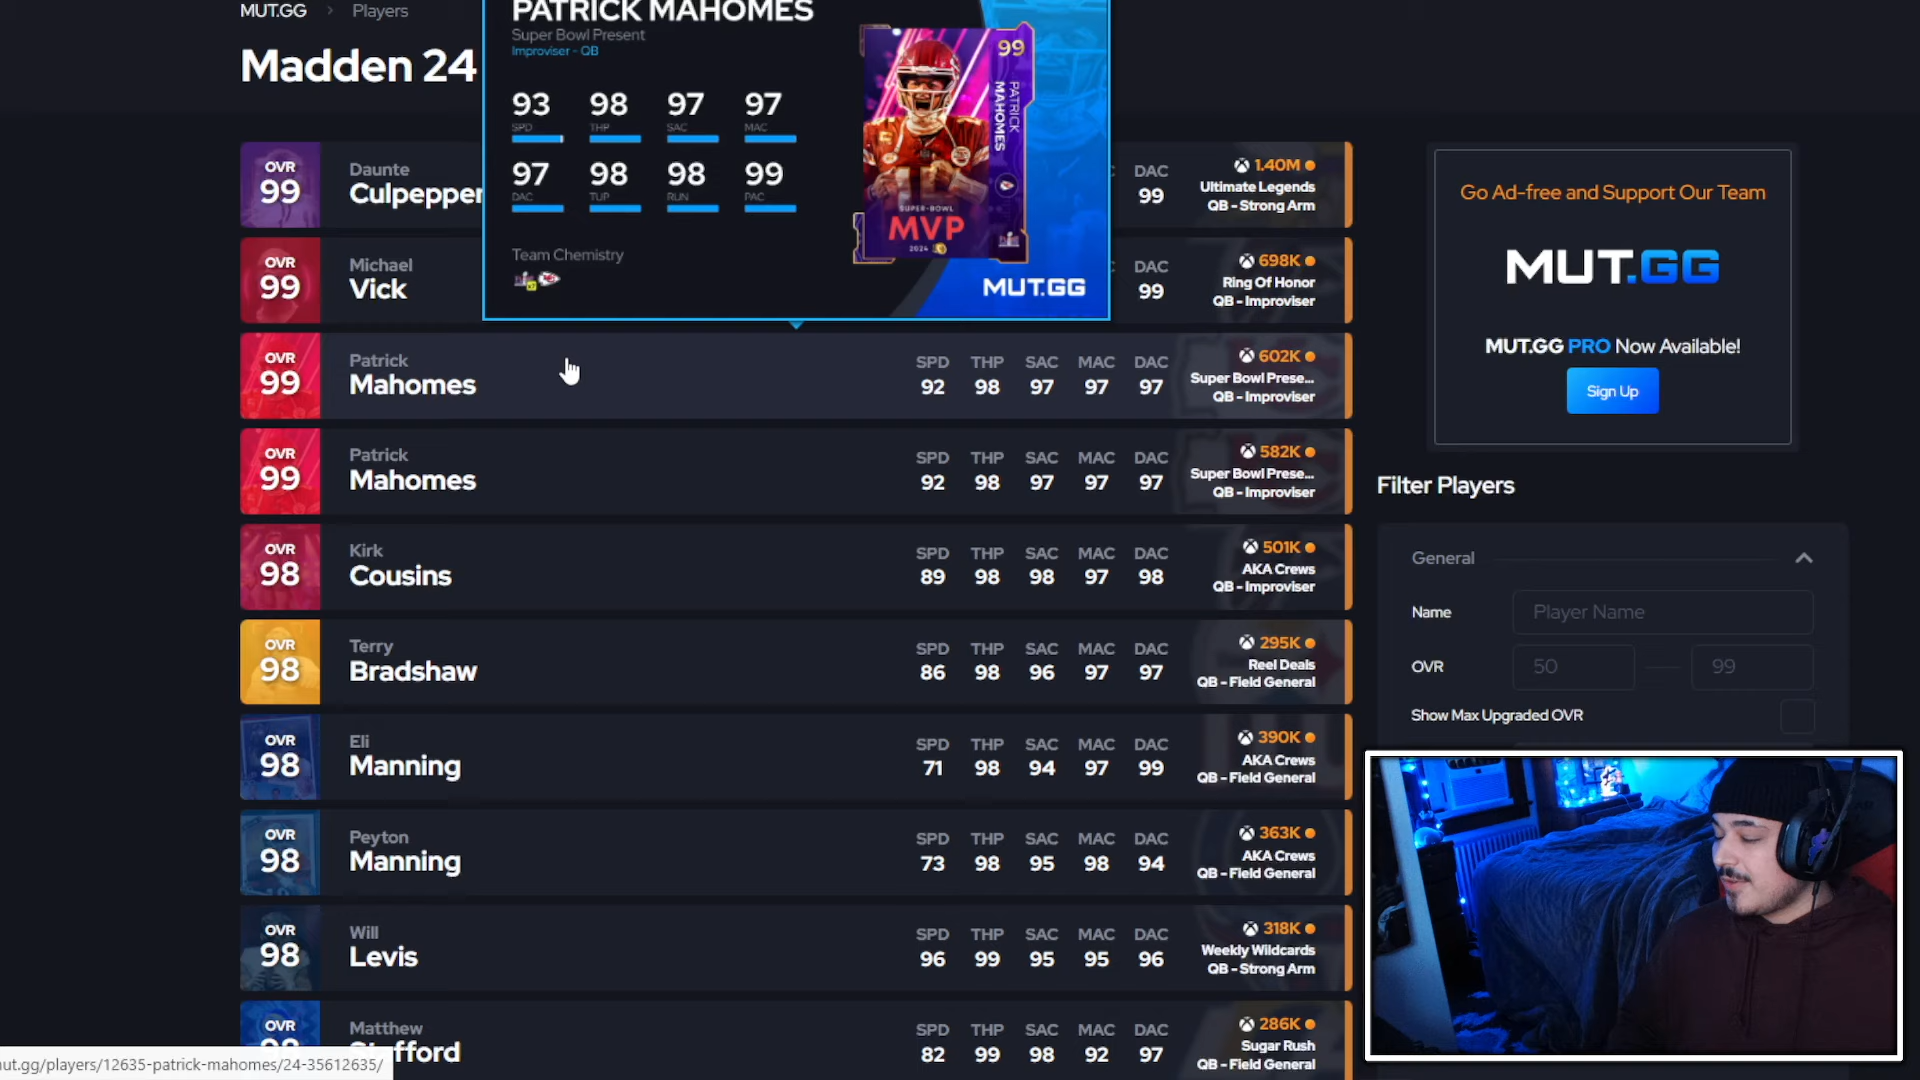 MUT.GG > Players
Madden 24
PATRICK MAHOMES
Super Bowl Present
Improviser - QB
93 98 97 97
SPD THP SAC MAC
97 98 98 99
DAC TUP RUN PAC
Team Chemistry
99
PATRICK
MAHOMES
SUPER-BOWL
MVP
2024
MUT.GG
OVR
99
Daunte
Culpepper
DAC
99
1.40M
Ultimate Legends
QB - Strong Arm
OVR
99
Michael
Vick
DAC
99
698K
Ring Of Honor
QB - Improviser
OVR
99
Patrick
Mahomes
SPD THP SAC MAC DAC
92 98 97 97 97
602K
Super Bowl Prese...
QB - Improviser
OVR
99
Patrick
Mahomes
SPD THP SAC MAC DAC
92 98 97 97 97
582K
Super Bowl Prese...
QB - Improviser
OVR
98
Kirk
Cousins
SPD THP SAC MAC DAC
89 98 98 97 98
501K
AKA Crews
QB - Improviser
OVR
98
Terry
Bradshaw
SPD THP SAC MAC DAC
86 98 96 97 97
295K
Reel Deals
QB - Field General
OVR
98
Eli
Manning
SPD THP SAC MAC DAC
71 98 94 97 99
390K
AKA Crews
QB - Field General
OVR
98
Peyton
Manning
SPD THP SAC MAC DAC
73 98 95 98 94
363K
AKA Crews
QB - Field General
OVR
98
Will
Levis
SPD THP SAC MAC DAC
96 99 95 95 96
318K
Weekly Wildcards
QB - Strong Arm
OVR
98
Matthew
Stafford
SPD THP SAC MAC DAC
82 99 98 92 97
286K
Sugar Rush
QB - Field General
Go Ad-free and Support Our Team
MUT.GG
MUT.GG PRO Now Available!
Sign Up
Filter Players
General
Name Player Name
OVR 50 — 99
Show Max Upgraded OVR
mut.gg/players/12635-patrick-mahomes/24-35612635/